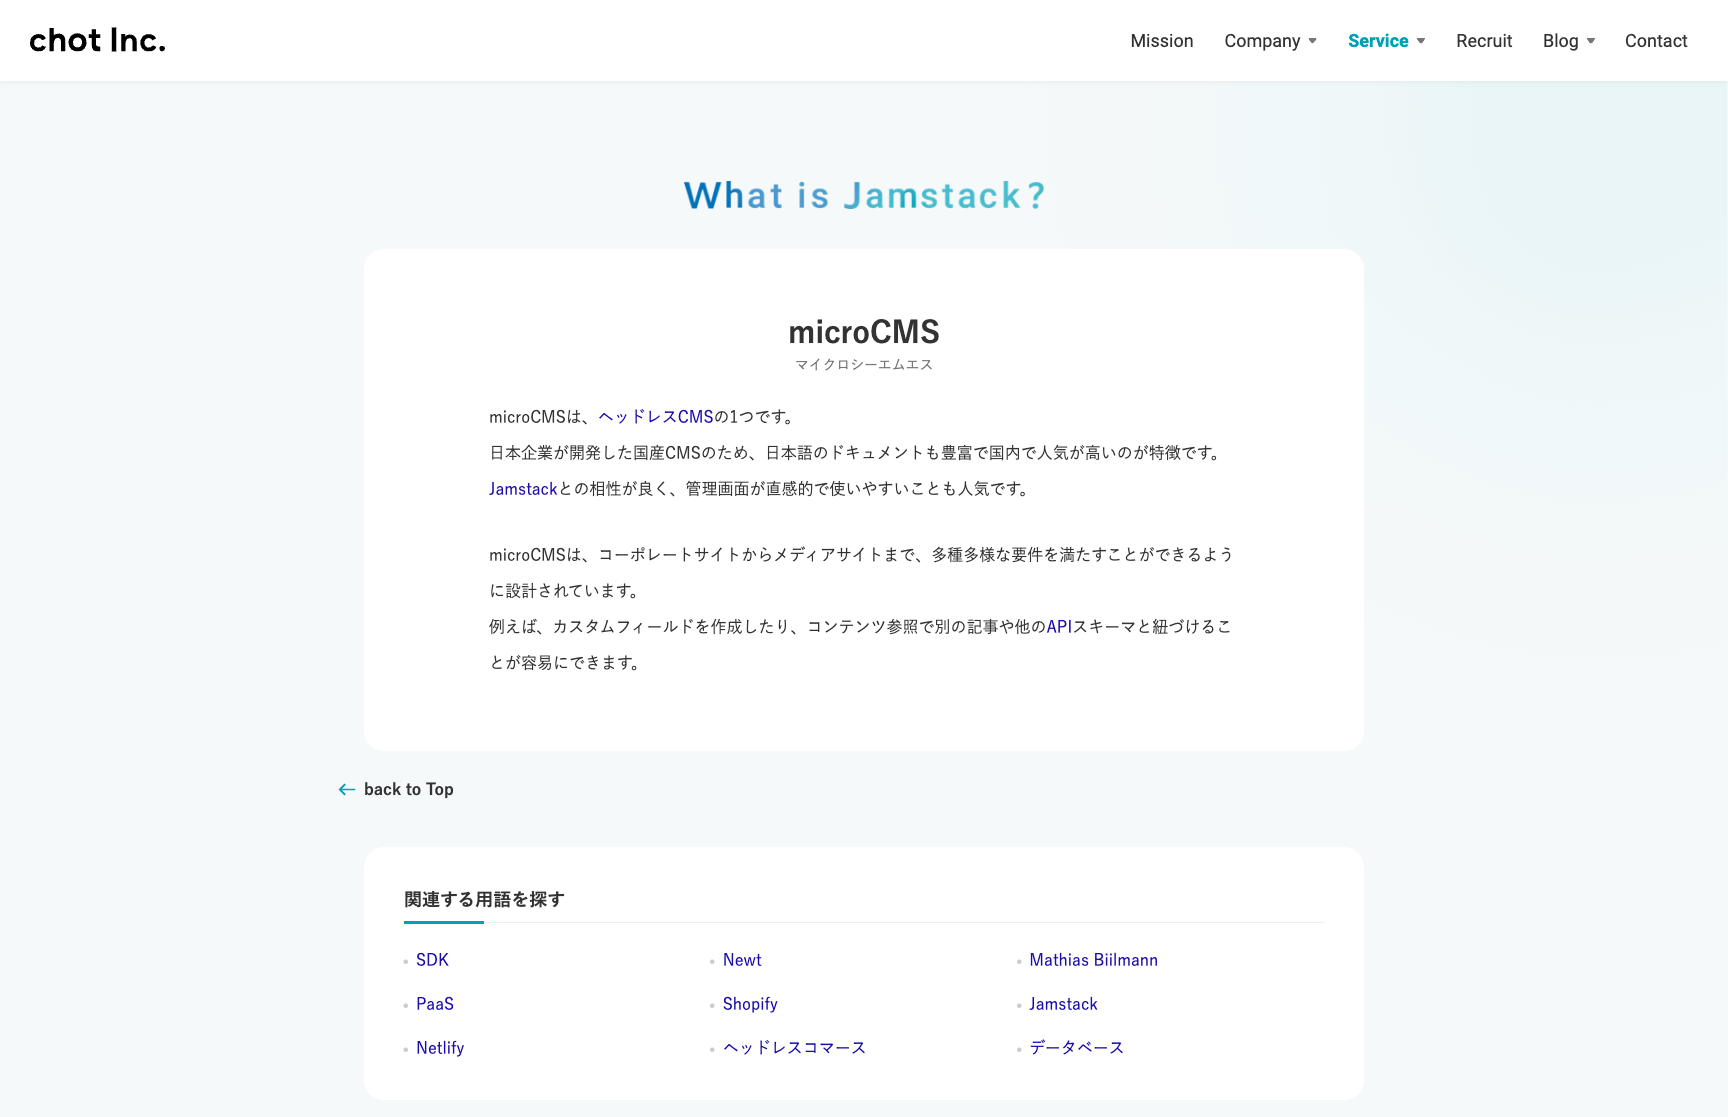 chot Inc.
Mission
Company
Service
Recruit
Blog
Contact
What is Jamstack?
microCMS
マイクロシーエムエス
microCMSは、ヘッドレスCMSの1つです。
日本企業が開発した国産CMSのため、日本語のドキュメントも豊富で国内で人気が高いのが特徴です。
Jamstackとの相性が良く、管理画面が直感的で使いやすいことも人気です。
microCMSは、コーポレートサイトからメディアサイトまで、多種多様な要件を満たすことができるよう
に設計されています。
例えば、カスタムフィールドを作成したり、コンテンツ参照で別の記事や他のAPIスキーマと紐づけるこ
とが容易にできます。
back to Top
関連する用語を探す
SDK
Newt
Mathias Biilmann
PaaS
Shopify
Jamstack
Netlify
ヘッドレスコマース
データベース